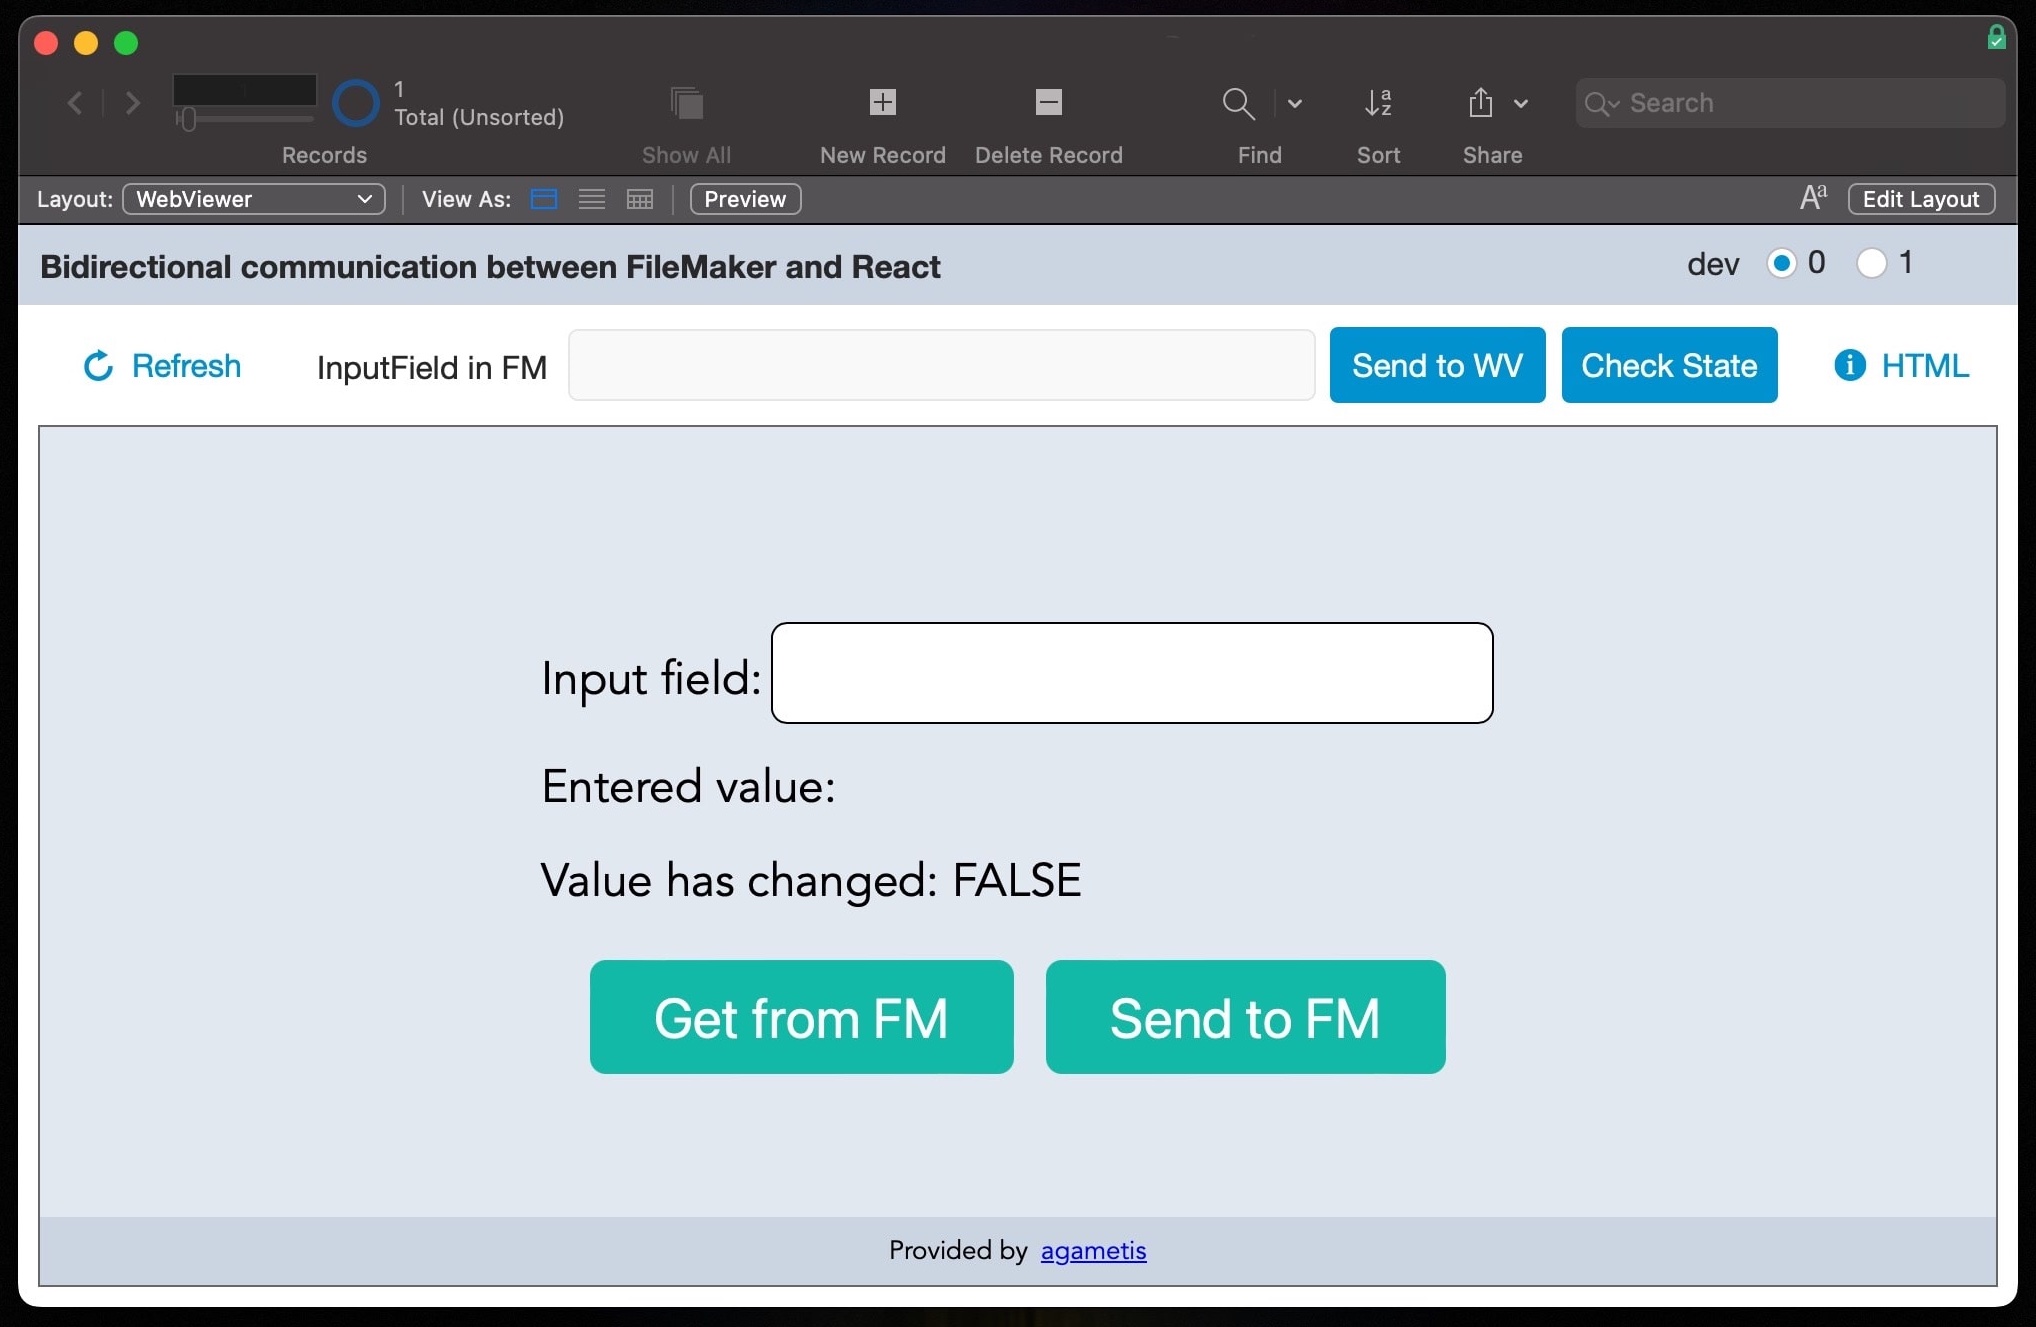 1
Total (Unsorted)
Records
Show All
New Record
Delete Record
Find
Sort
Share
Search
Layout: WebViewer
View As:
Preview
Aa
Edit Layout
Bidirectional communication between FileMaker and React
dev 0 1
Refresh
InputField in FM
Send to WV
Check State
HTML
Input field:
Entered value:
Value has changed: FALSE
Get from FM
Send to FM
Provided by agametis